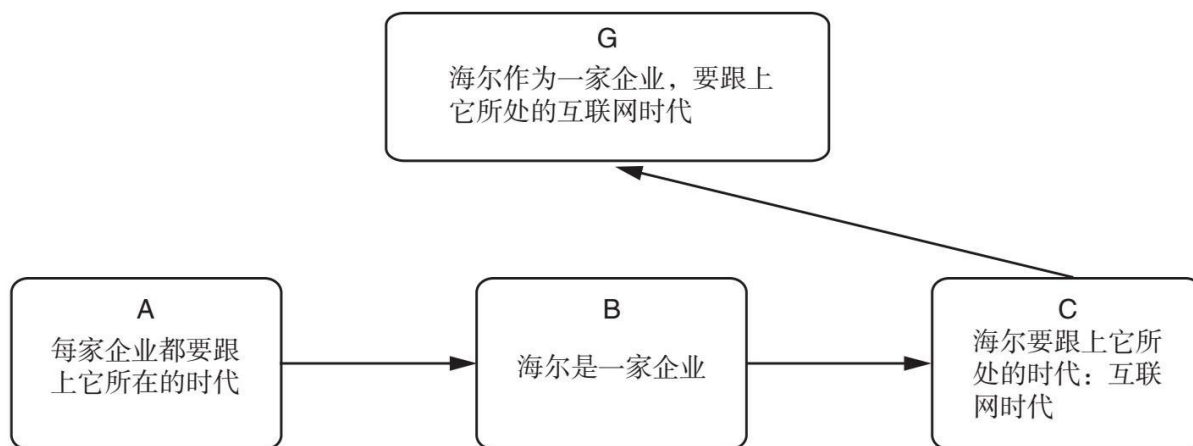 G
海尔作为一家企业，要跟上
它所处的互联网时代
A
每家企业都要跟
上它所在的时代
B
海尔是一家企业
C
海尔要跟上它所
处的时代：互联
网时代